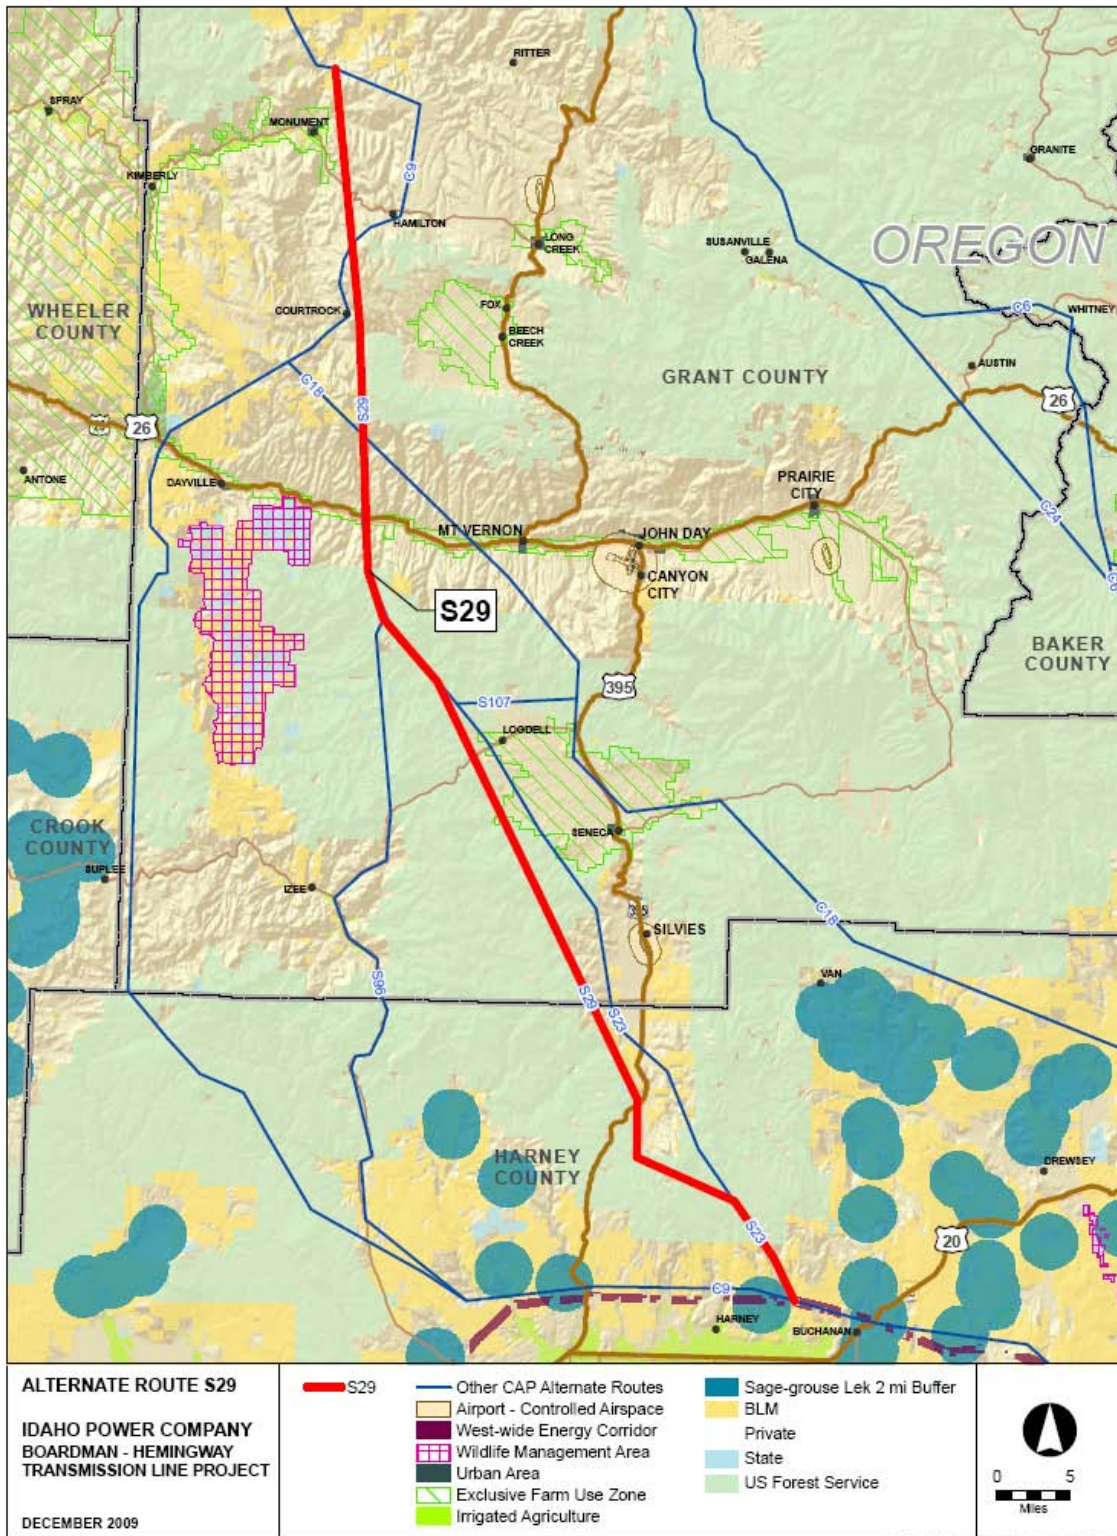 RITTER
SPRAY
MONUMENT
GRANITE
KIMBERLY
C9
HAMILTON
LONG
CREEK
SUSANVILLE
GALENA
OREGON
WHEELER
COUNTY
COURTROCK
FOX
BEECH
CREEK
C6
WHITNEY
AUSTIN
GRANT COUNTY
C18
S29
26
26
26
ANTONE
DAYVILLE
PRAIRIE
CITY
C24
MT VERNON
JOHN DAY
CANYON
CITY
C6
S29
BAKER
COUNTY
395
S107
LOGDELL
CROOK
COUNTY
SENECA
SUPLEE
IZEE
395
SILVIES
C18
VAN
S96
S29
S23
HARNEY
COUNTY
DREWSEY
S23
20
C9
HARNEY
BUCHANAN
ALTERNATE ROUTE S29
IDAHO POWER COMPANY
BOARDMAN - HEMINGWAY
TRANSMISSION LINE PROJECT
DECEMBER 2009
S29
Other CAP Alternate Routes
Airport - Controlled Airspace
West-wide Energy Corridor
Wildlife Management Area
Urban Area
Exclusive Farm Use Zone
Irrigated Agriculture
Sage-grouse Lek 2 mi Buffer
BLM
Private
State
US Forest Service
0 5
Miles